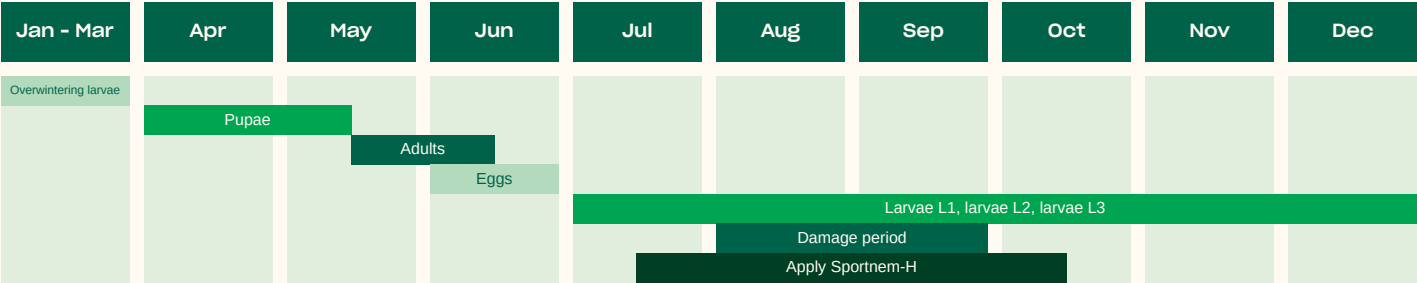 Jan - Mar Apr May Jun Jul Aug Sep Oct Nov Dec
Overwintering larvae
Pupae
Adults
Eggs
Larvae L1, larvae L2, larvae L3
Damage period
Apply Sportnem-H